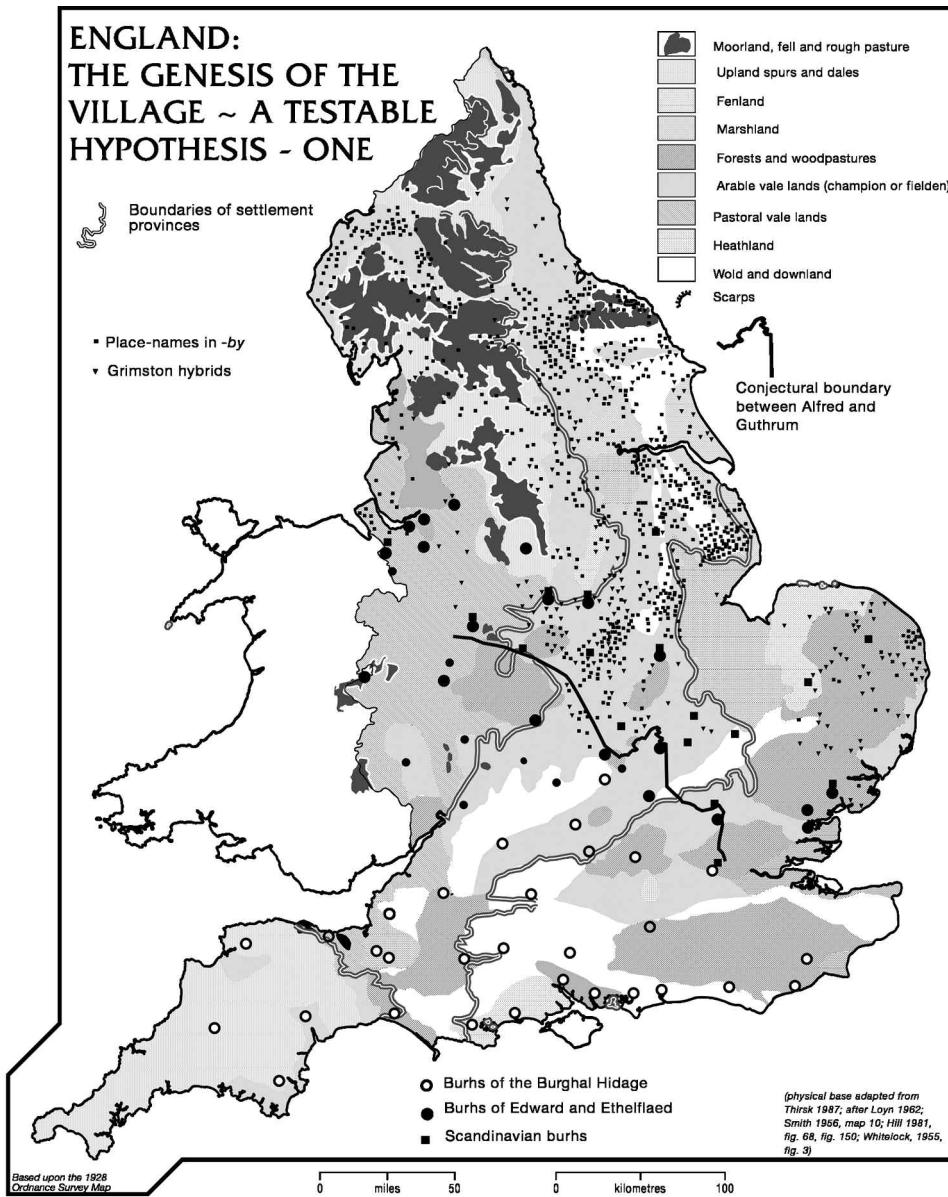 ENGLAND:
THE GENESIS OF THE
VILLAGE ~ A TESTABLE
HYPOTHESIS - ONE
Boundaries of settlement
provinces
Place-names in -by
Grimston hybrids
Moorland, fell and rough pasture
Upland spurs and dales
Fenland
Marshland
Forests and woodpastures
Arable vale lands (champion or fielden)
Pastoral vale lands
Heathland
Wold and downland
Scarps
Conjectural boundary
between Alfred and
Guthrum
Burhs of the Burghal Hidage
Burhs of Edward and Ethelflaed
Scandinavian burhs
(physical base adapted from
Thirsk 1987; after Loyn 1962;
Smith 1956, map 10; Hill 1981,
fig. 68, fig. 150; Whitelock, 1955,
fig. 3)
Based upon the 1928
Ordnance Survey Map
0 miles 50 0 kilometres 100